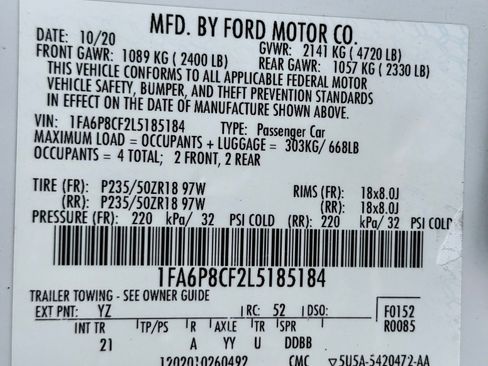 MFD. BY FORD MOTOR CO.
DATE: 10/20 GVWR: 2141 KG (4720 LB)
FRONT GAWR: 1089 KG (2400 LB) REAR GAWR: 1057 KG (2330 LB)
THIS VEHICLE CONFORMS TO ALL APPLICABLE FEDERAL MOTOR
VEHICLE SAFETY, BUMPER, AND THEFT PREVENTION STANDARDS
IN EFFECT ON THE DATE OF MANUFACTURE SHOWN ABOVE.
VIN: 1FA6P8CF2L5185184 TYPE: Passenger Car
MAXIMUM LOAD = OCCUPANTS + LUGGAGE = 303KG/ 668LB
OCCUPANTS = 4 TOTAL; 2 FRONT, 2 REAR
TIRE (FR): P235/50ZR18 97W RIMS (FR): 18x8.0J
(RR): P235/50ZR18 97W (RR): 18x8.0J
PRESSURE (FR): 220 kPa/ 32 PSI COLD (RR): 220 kPa/ 32 PSI COLD
1FA6P8CF2L5185184
TRAILER TOWING - SEE OWNER GUIDE
EXT PNT: YZ RC: 52 DSO: F0152
INT TR TP/PS R AXLE TR SPR R0085
21 A YY U DDBB
1202010260492 CMC ▽5U5A-5420472-AA